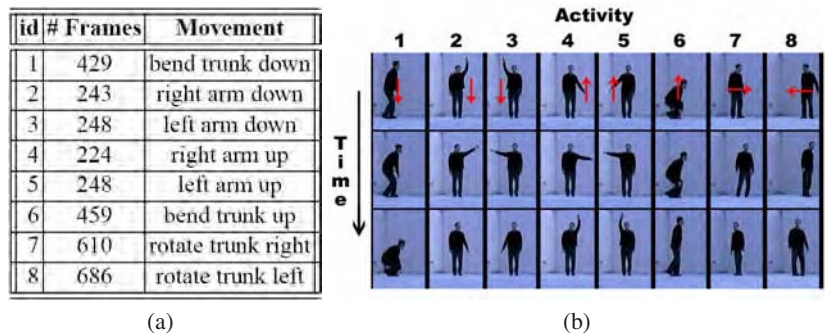 id # Frames Movement
1 429 bend trunk down
2 243 right arm down
3 248 left arm down
4 224 right arm up
5 248 left arm up
6 459 bend trunk up
7 610 rotate trunk right
8 686 rotate trunk left
(a)
Activity
1 2 3 4 5 6 7 8
Time
(b)